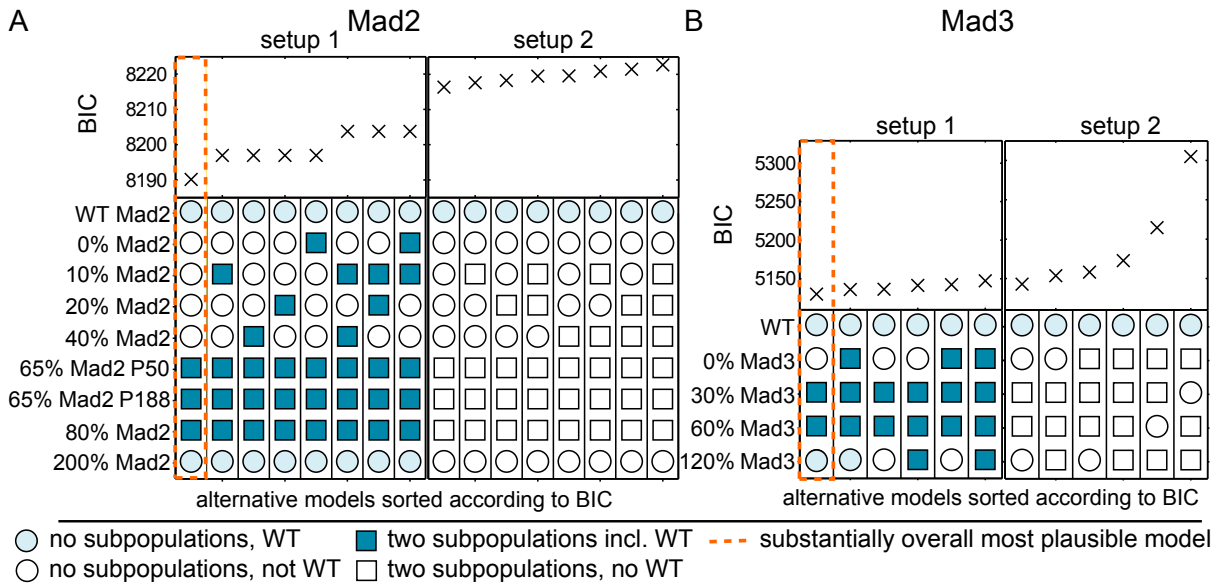 A
Mad2
setup 1
setup 2
BIC
8220
8210
8200
8190
WT Mad2
0% Mad2
10% Mad2
20% Mad2
40% Mad2
65% Mad2 P50
65% Mad2 P188
80% Mad2
200% Mad2
alternative models sorted according to BIC
B
Mad3
setup 1
setup 2
BIC
5300
5250
5200
5150
WT
0% Mad3
30% Mad3
60% Mad3
120% Mad3
alternative models sorted according to BIC
no subpopulations, WT
two subpopulations incl. WT
substantially overall most plausible model
no subpopulations, not WT
two subpopulations, no WT